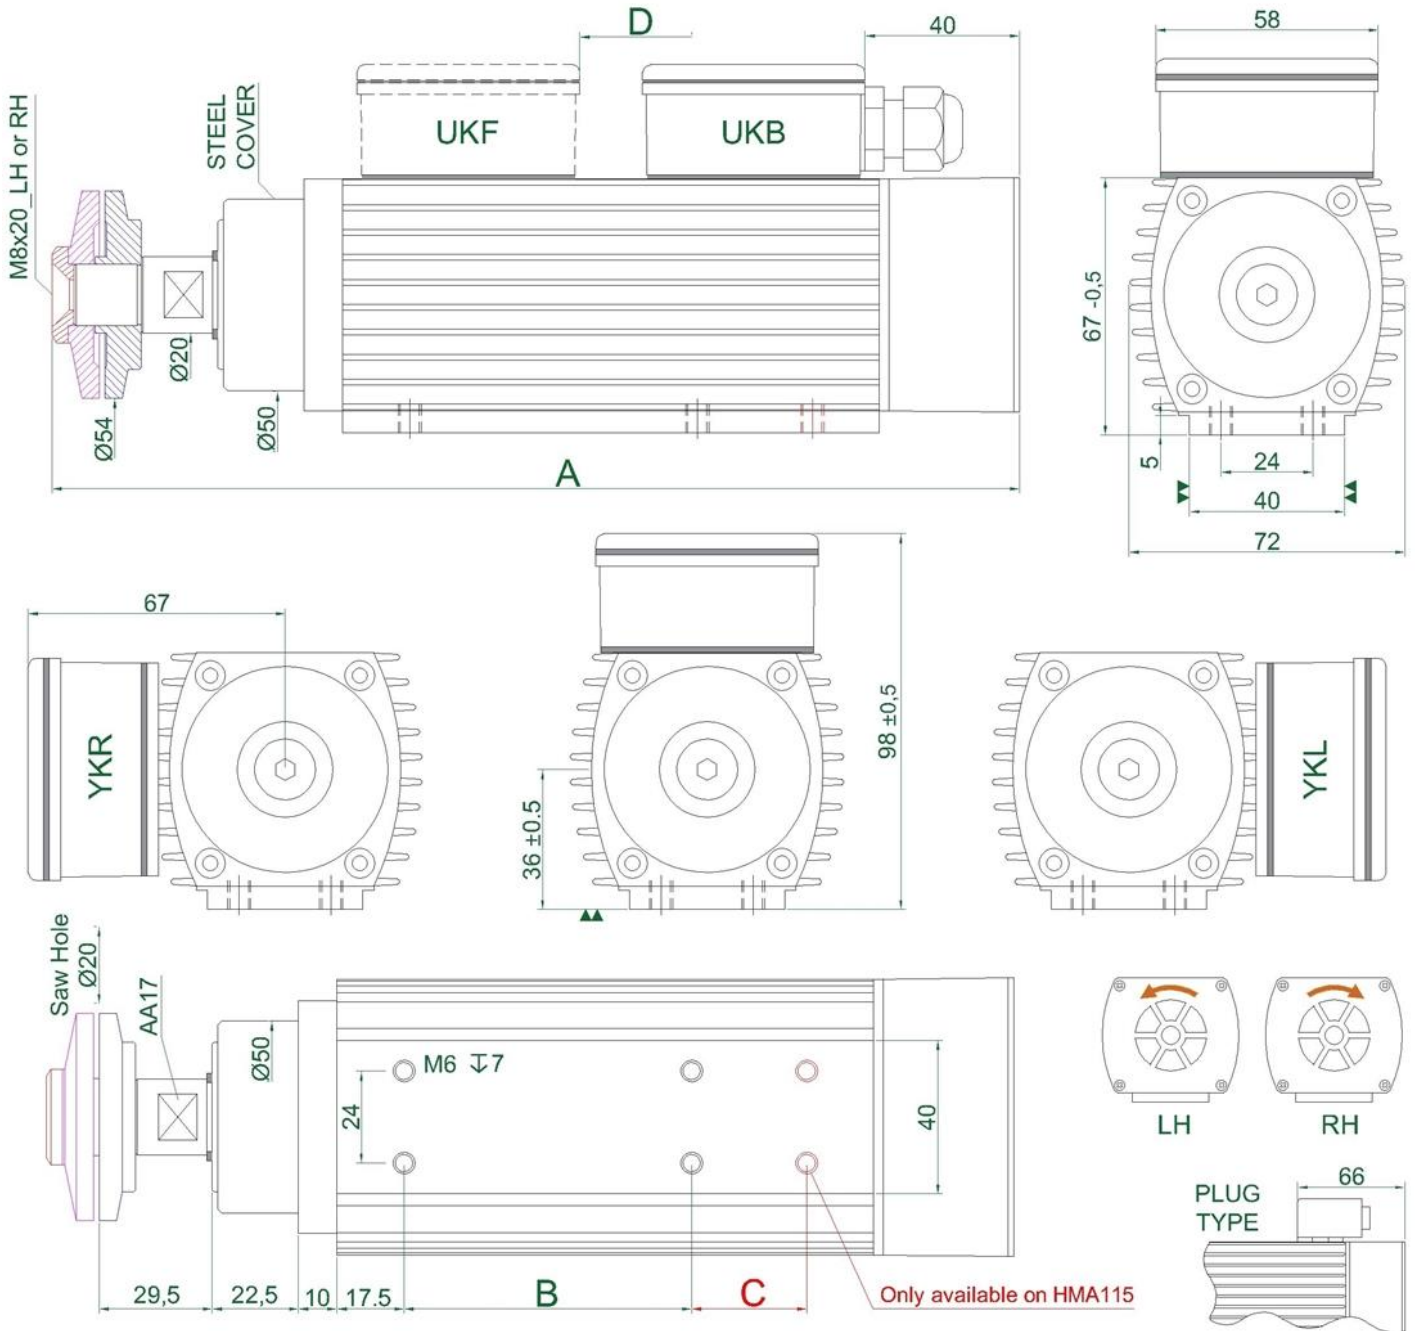 D
40
58
UKF
UKB
STEEL
COVER
M8x20_LH or RH
Ø20
Ø50
Ø54
A
67 -0,5
5
24
40
72
67
YKR
36 ±0.5
98 ±0,5
YKL
Saw Hole
Ø20
AA17
Ø50
M6 ↧7
24
40
LH
RH
PLUG
TYPE
66
29,5
22,5
10
17.5
B
C
Only available on HMA115